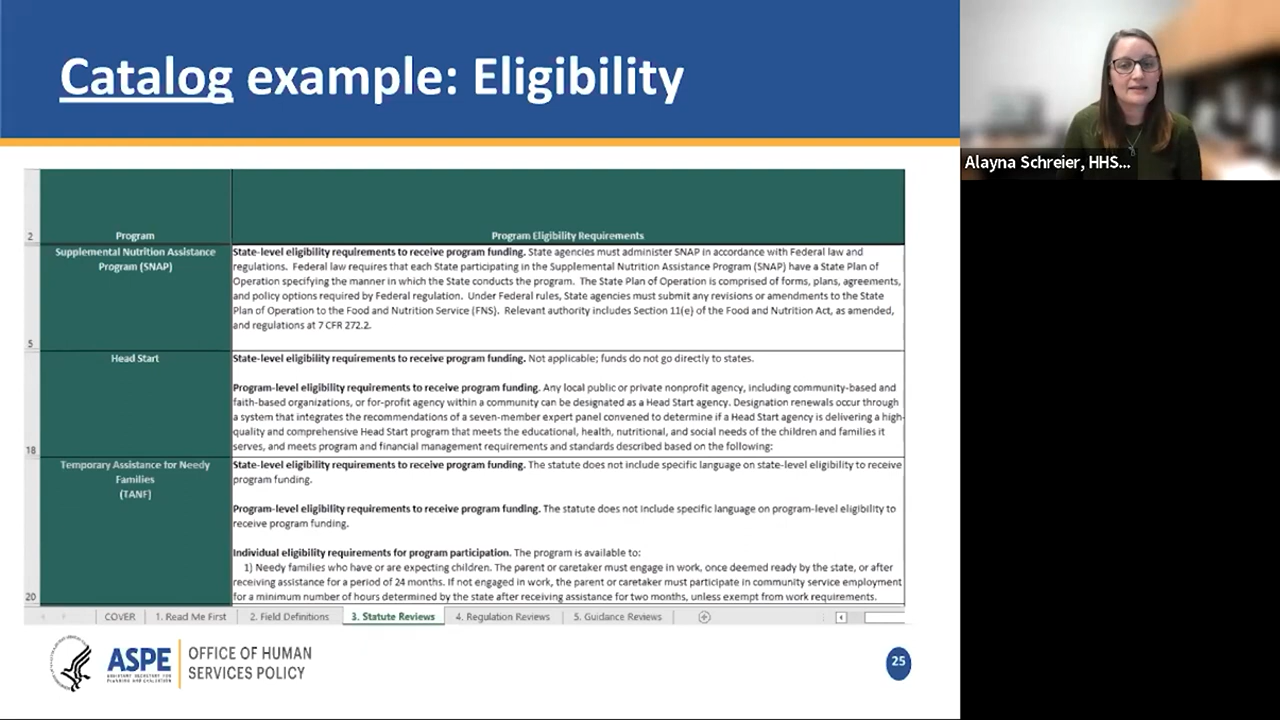 Catalog example: Eligibility
Alayna Schreier, HHS...
2
Program
Program Eligibility Requirements
Supplemental Nutrition Assistance
Program (SNAP)
State-level eligibility requirements to receive program funding. State agencies must administer SNAP in accordance with Federal law and
regulations. Federal law requires that each State participating in the Supplemental Nutrition Assistance Program (SNAP) have a State Plan of
Operation specifying the manner in which the State conducts the program. The State Plan of Operation is comprised of forms, plans, agreements,
and policy options required by Federal regulation. Under Federal rules, State agencies must submit any revisions or amendments to the State
Plan of Operation to the Food and Nutrition Service (FNS). Relevant authority includes Section 11(e) of the Food and Nutrition Act, as amended,
and regulations at 7 CFR 272.2.
5
Head Start
State-level eligibility requirements to receive program funding. Not applicable; funds do not go directly to states.
Program-level eligibility requirements to receive program funding. Any local public or private nonprofit agency, including community-based and
faith-based organizations, or for-profit agency within a community can be designated as a Head Start agency. Designation renewals occur through
a system that integrates the recommendations of a seven-member expert panel convened to determine if a Head Start agency is delivering a high-
quality and comprehensive Head Start program that meets the educational, health, nutritional, and social needs of the children and families it
serves, and meets program and financial management requirements and standards described based on the following:
18
Temporary Assistance for Needy
Families
(TANF)
State-level eligibility requirements to receive program funding. The statute does not include specific language on state-level eligibility to receive
program funding.
Program-level eligibility requirements to receive program funding. The statute does not include specific language on program-level eligibility to
receive program funding.
Individual eligibility requirements for program participation. The program is available to:
1) Needy families who have or are expecting children. The parent or caretaker must engage in work, once deemed ready by the state, or after
receiving assistance for a period of 24 months. If not engaged in work, the parent or caretaker must participate in community service employment
for a minimum number of hours determined by the state after receiving assistance for two months, unless exempt from work requirements.
20
COVER 1. Read Me First 2. Field Definitions 3. Statute Reviews 4. Regulation Reviews 5. Guidance Reviews
ASPE
ASSISTANT SECRETARY FOR
PLANNING AND EVALUATION
OFFICE OF HUMAN
SERVICES POLICY
25